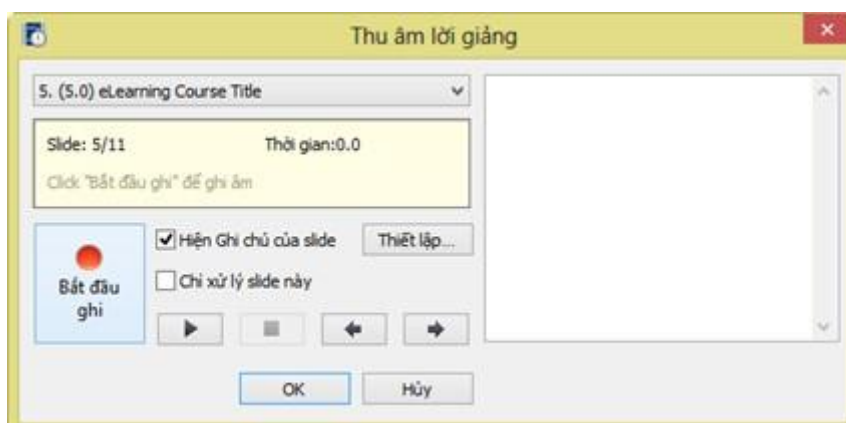 Thu âm lời giảng
5. (5.0) eLearning Course Title
Slide: 5/11 Thời gian:0.0
Click "Bắt đầu ghi" để ghi âm
Bắt đầu
ghi
Hiện Ghi chú của slide Thiết lập...
Chỉ xử lý slide này
OK Hủy